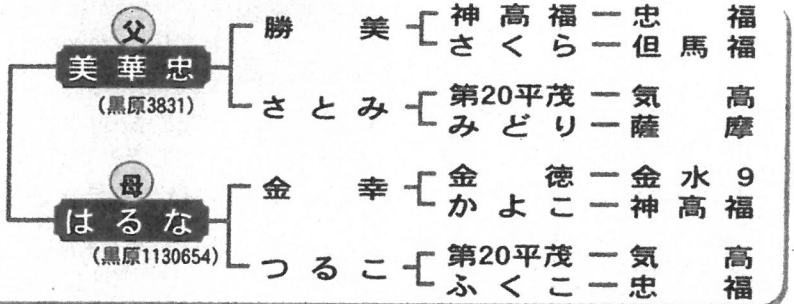 父
美華忠
(黒原3831)
勝美
神高福 ─ 忠福
さくら ─ 但馬福
さとみ
第20平茂 ─ 気高
みどり ─ 薩摩
母
はるな
(黒原1130654)
金幸
金徳 ─ 金水9
かよこ ─ 神高福
つるこ
第20平茂 ─ 気高
ふくこ ─ 忠福